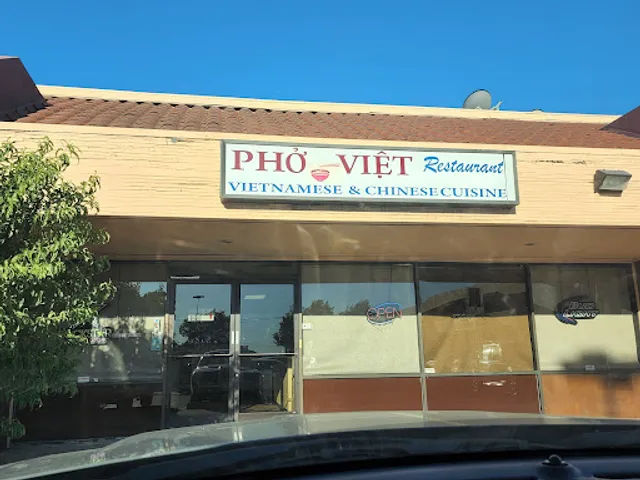 PHỞ VIỆT Restaurant
VIETNAMESE & CHINESE CUISINE
OPEN